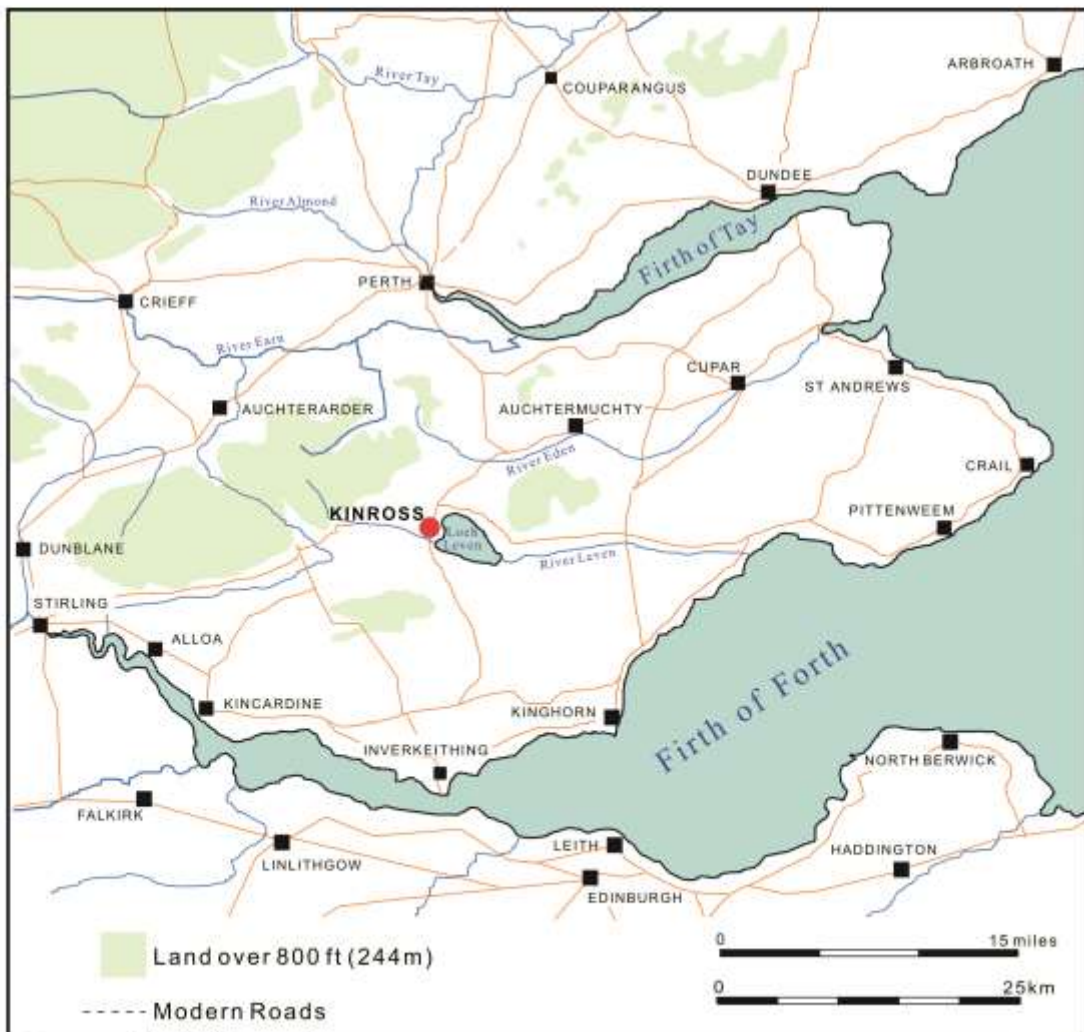 ARBROATH
River Tay
COUPAR ANGUS
DUNDEE
River Almond
Firth of Tay
PERTH
CRIEFF
River Earn
CUPAR
ST ANDREWS
AUCHTERARDER
AUCHTERMUCHTY
River Eden
CRAIL
KINROSS
PITTENWEEM
Loch
Leven
DUNBLANE
River Leven
STIRLING
ALLOA
Firth of Forth
KINCARDINE
KINGHORN
INVERKEITHING
NORTH BERWICK
FALKIRK
LEITH
HADDINGTON
LINLITHGOW
EDINBURGH
0 15 miles
Land over 800 ft (244m)
0 25km
Modern Roads